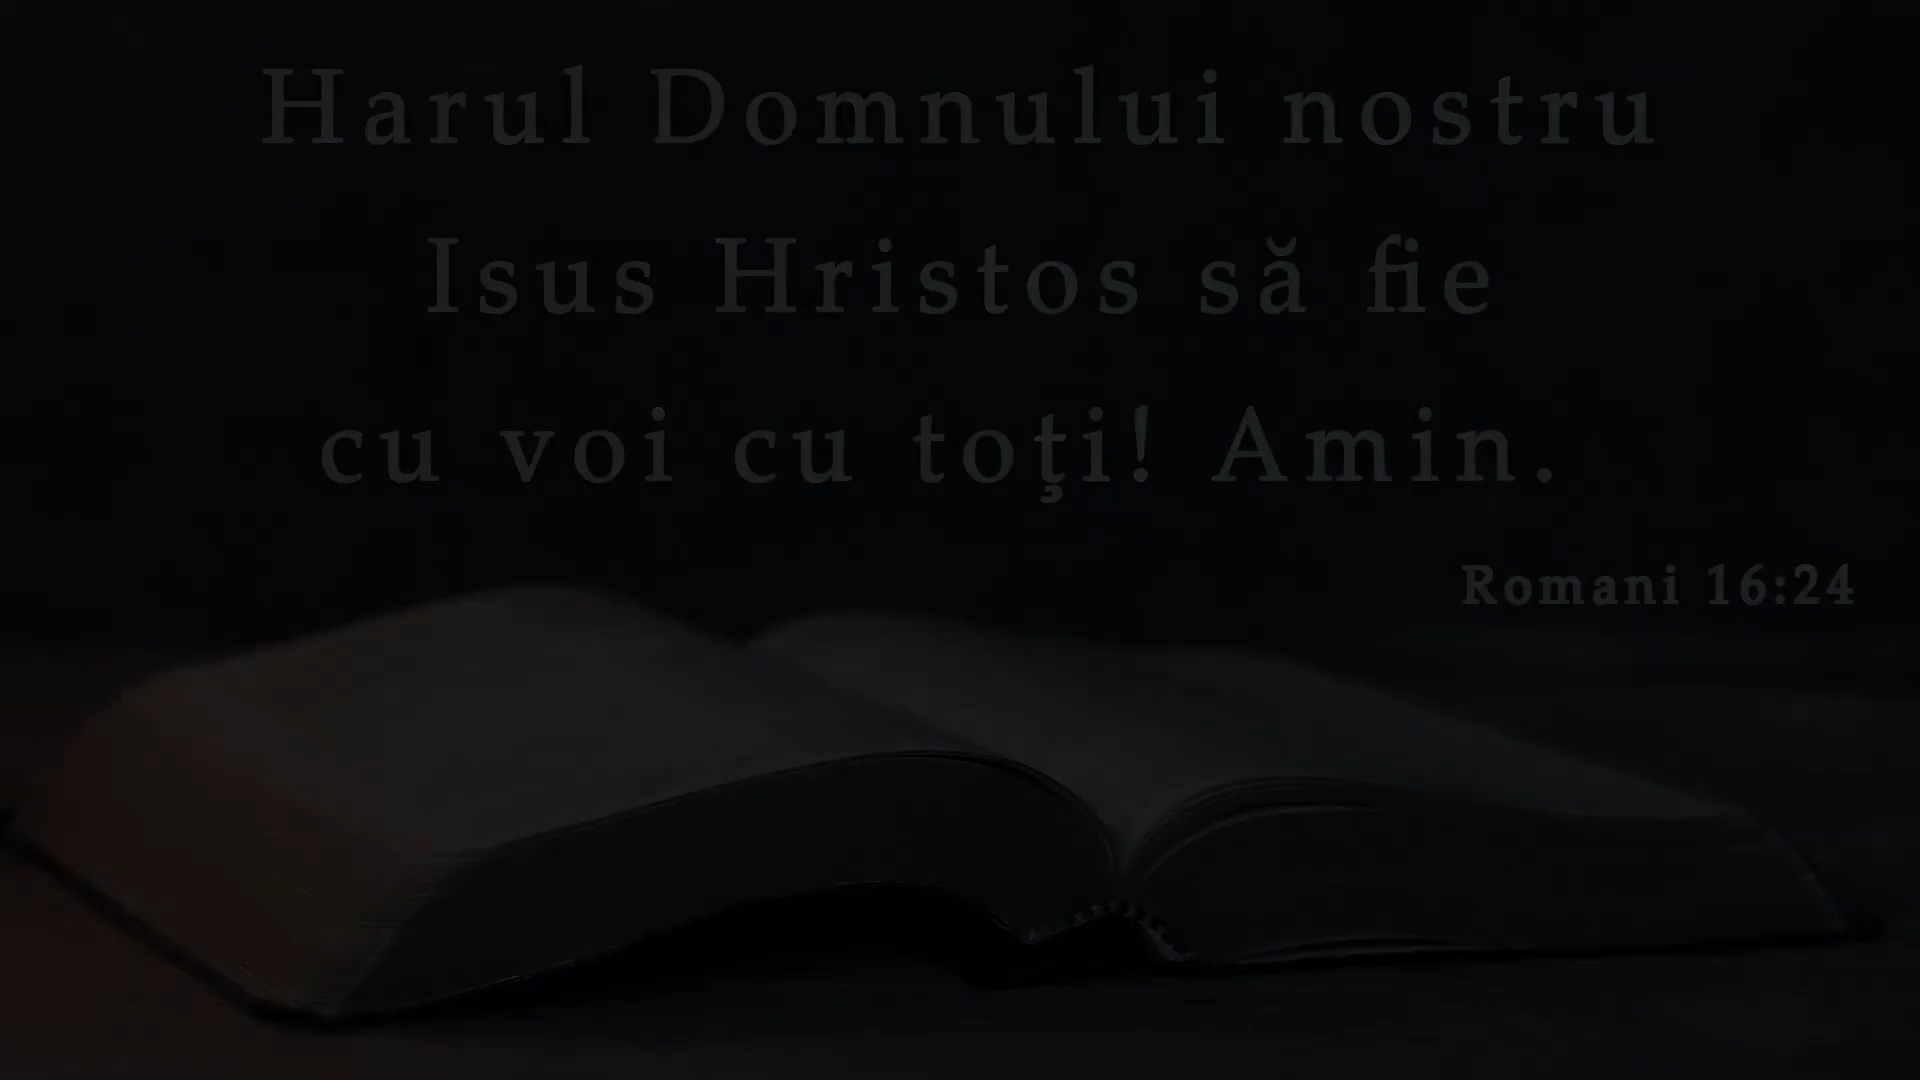 Harul Domnului nostru
Isus Hristos să fie
cu voi cu toţi! Amin.
Romani 16:24